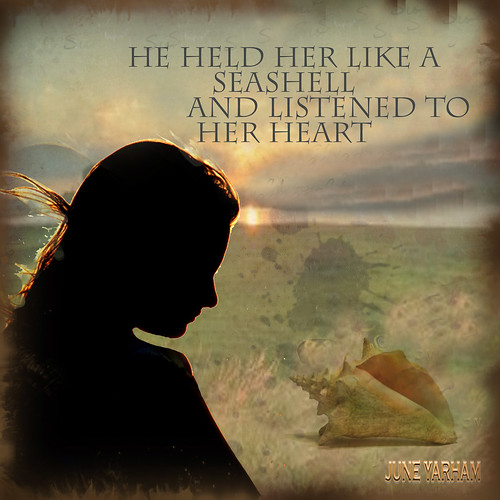 HE HELD HER LIKE A
SEASHELL
AND LISTENED TO
HER HEART
JUNE YARHAM